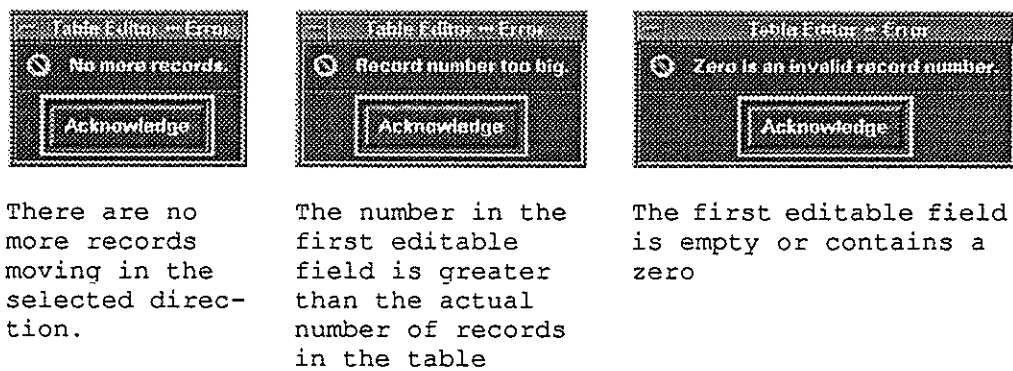 Table Editor -- Error
No more records.
Acknowledge
There are no
more records
moving in the
selected direc-
tion.
Table Editor -- Error
Record number too big.
Acknowledge
The number in the
first editable
field is greater
than the actual
number of records
in the table
Table Editor -- Error
Zero is an invalid record number.
Acknowledge
The first editable field
is empty or contains a
zero